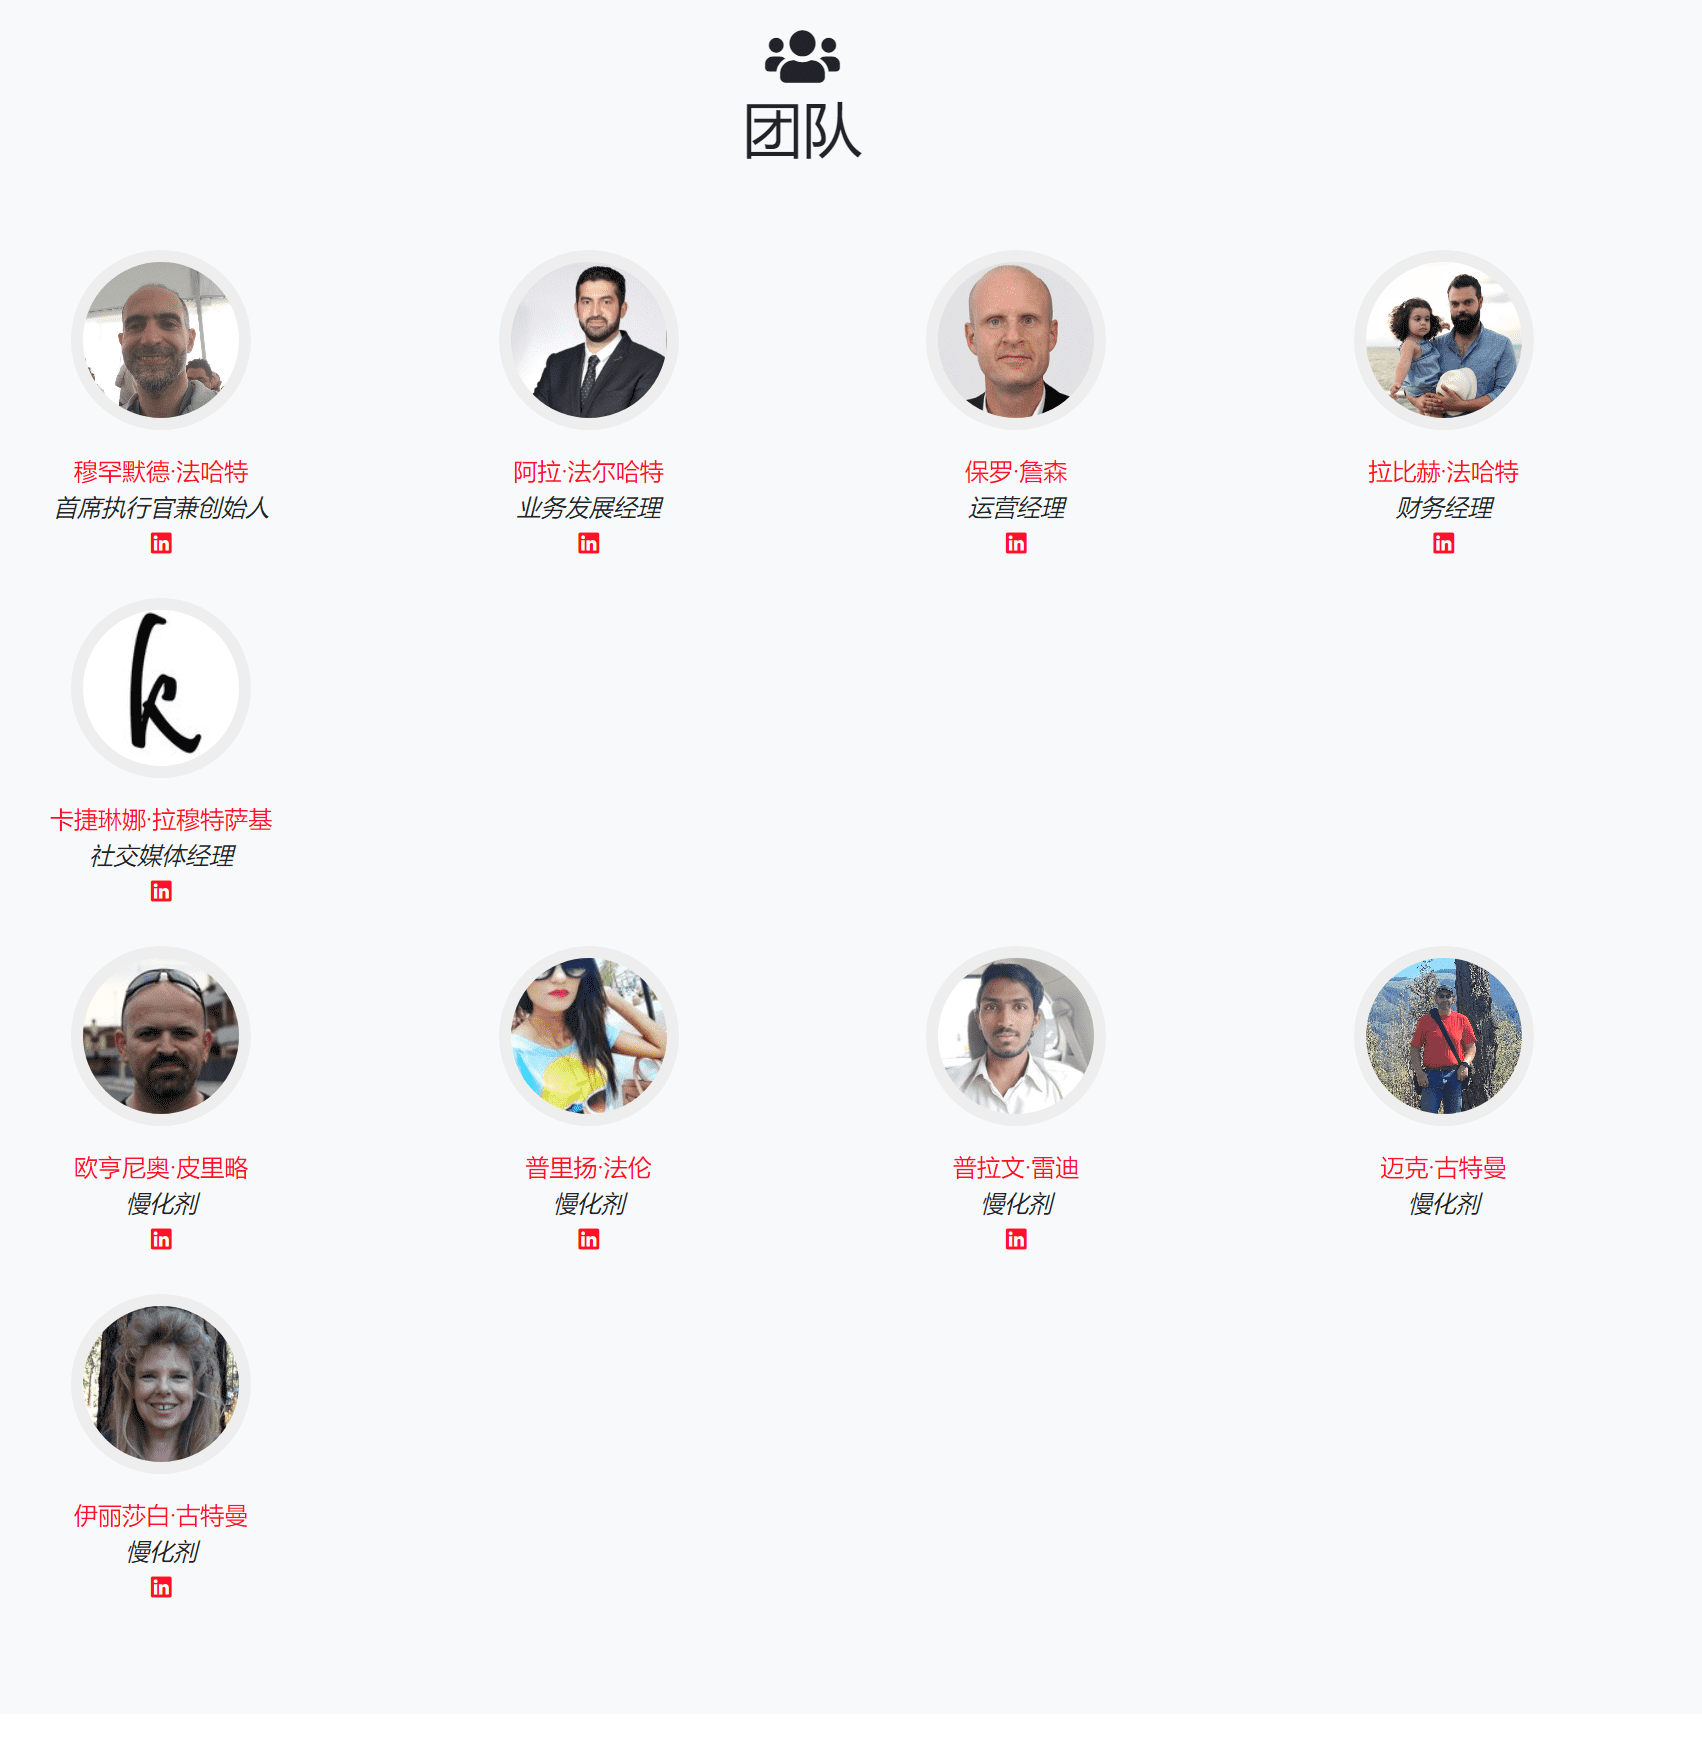 团队
穆罕默德·法哈特
首席执行官兼创始人
in
阿拉·法尔哈特
业务发展经理
in
保罗·詹森
运营经理
in
拉比赫·法哈特
财务经理
in
k
卡捷琳娜·拉穆特萨基
社交媒体经理
in
欧亨尼奥·皮里略
慢化剂
in
普里扬·法伦
慢化剂
in
普拉文·雷迪
慢化剂
in
迈克·古特曼
慢化剂
伊丽莎白·古特曼
慢化剂
in